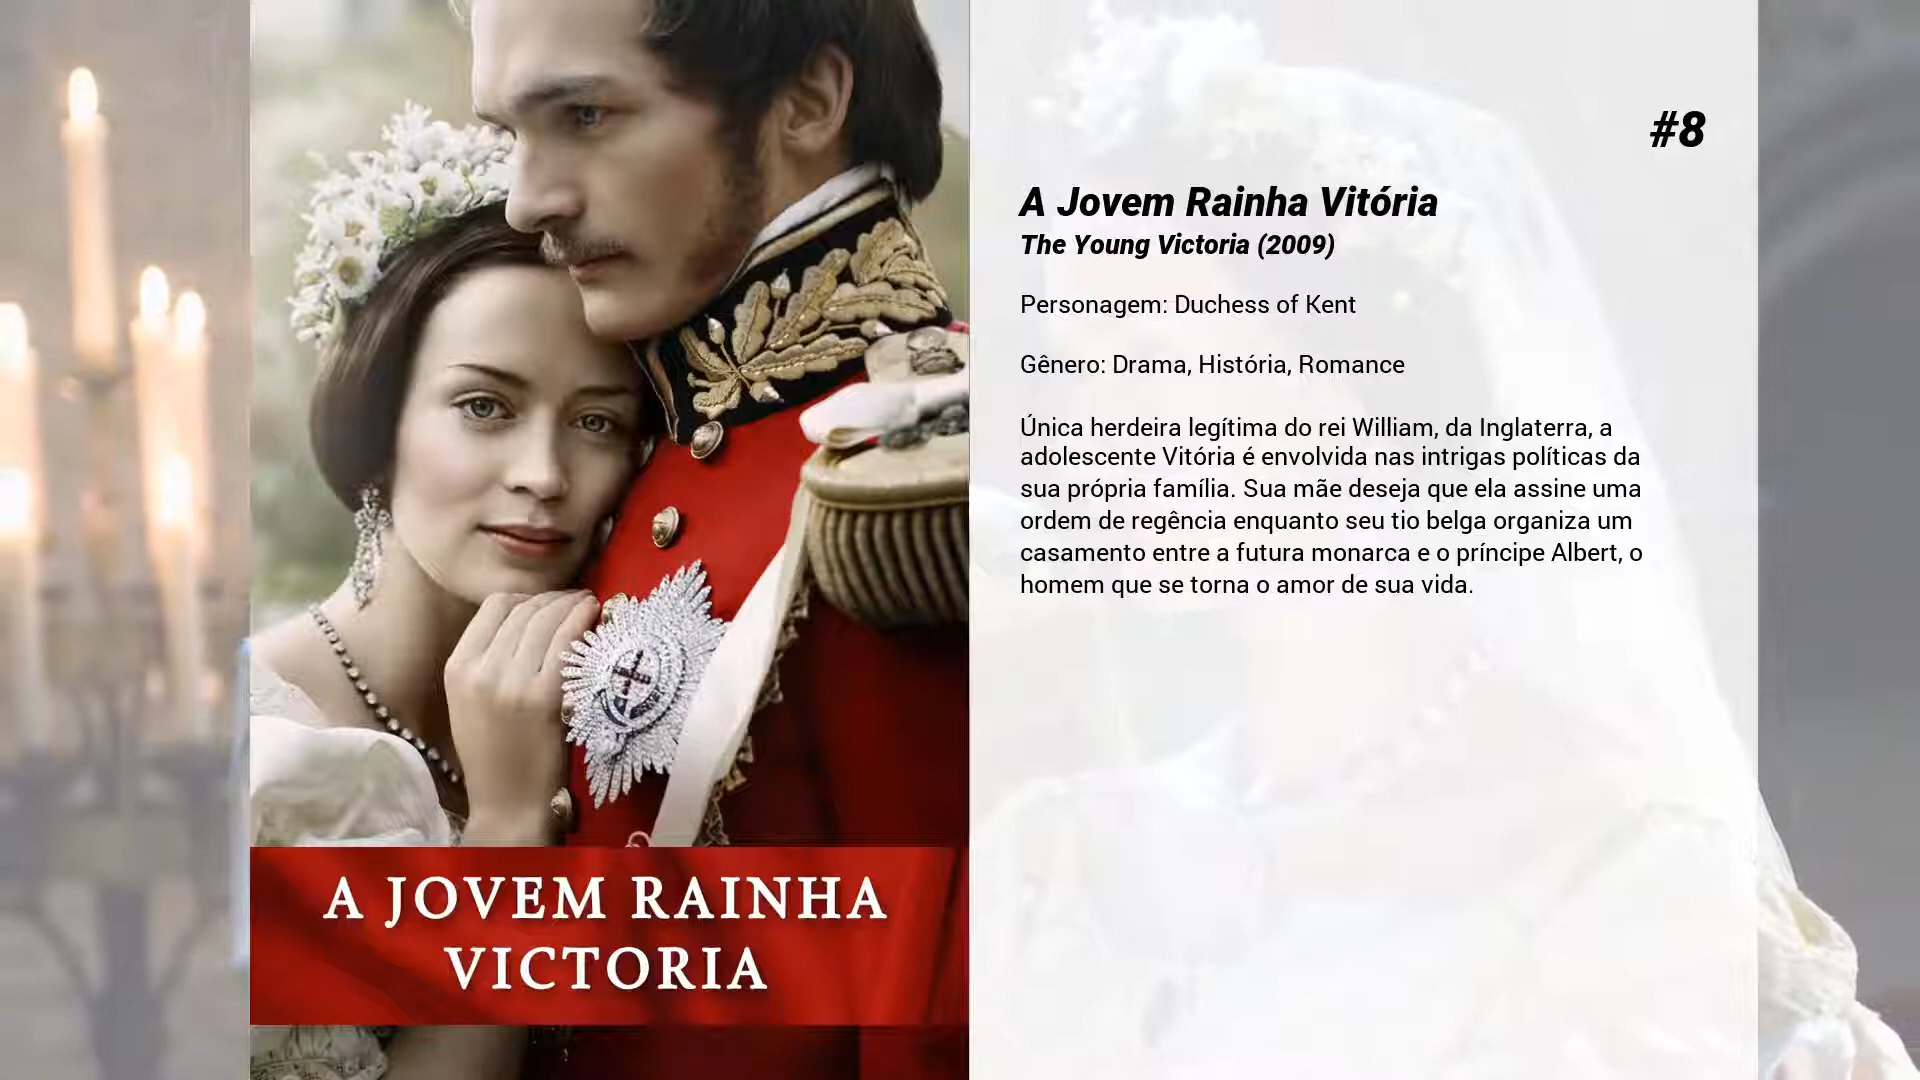 #8
A Jovem Rainha Vitória
The Young Victoria (2009)
Personagem: Duchess of Kent
Gênero: Drama, História, Romance
Única herdeira legítima do rei William, da Inglaterra, a
adolescente Vitória é envolvida nas intrigas políticas da
sua própria família. Sua mãe deseja que ela assine uma
ordem de regência enquanto seu tio belga organiza um
casamento entre a futura monarca e o príncipe Albert, o
homem que se torna o amor de sua vida.
A JOVEM RAINHA
VICTORIA